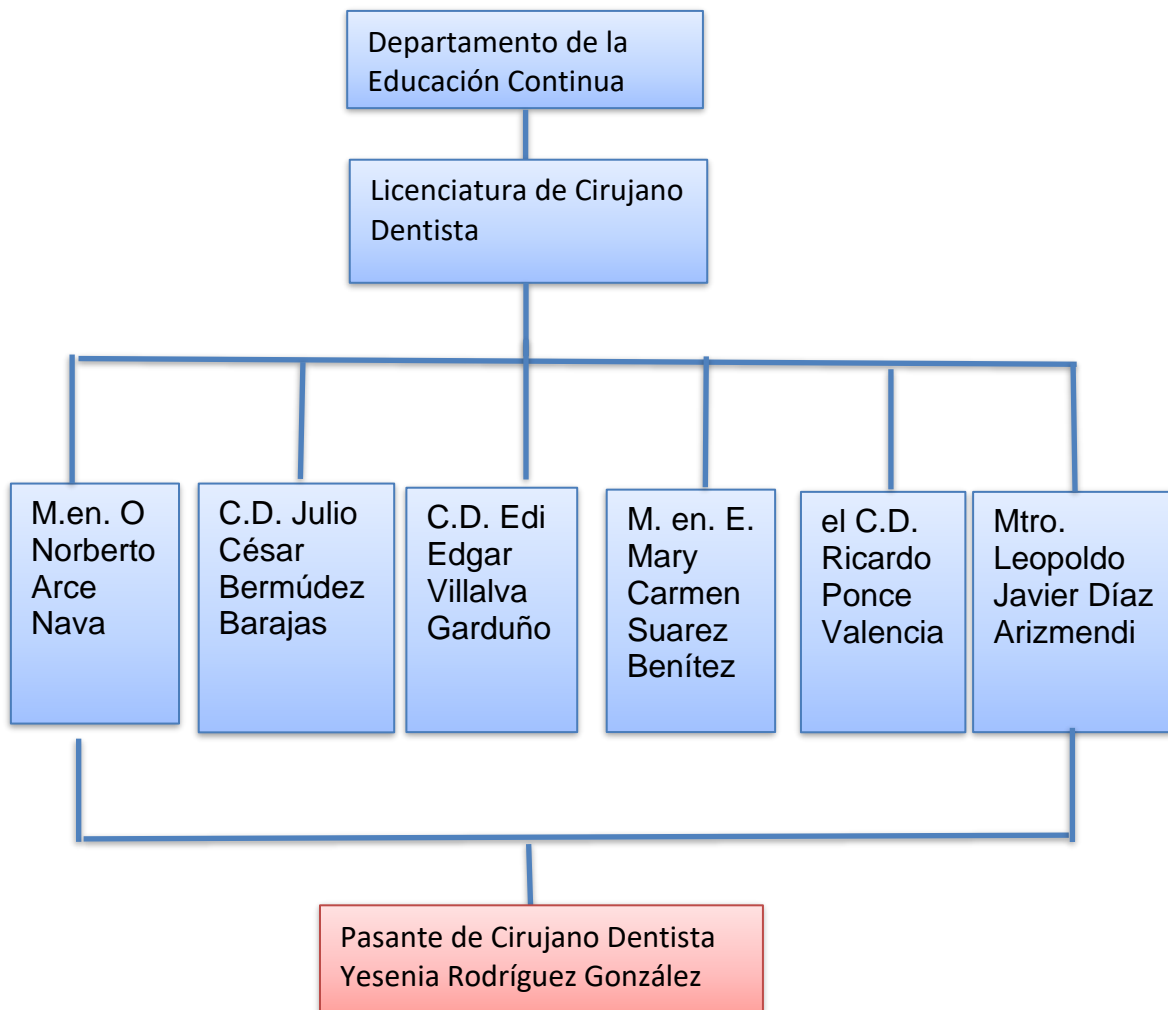 Departamento de la
Educación Continua
Licenciatura de Cirujano
Dentista
M.en. O
Norberto
Arce
Nava
C.D. Julio
César
Bermúdez
Barajas
C.D. Edi
Edgar
Villalva
Garduño
M. en. E.
Mary
Carmen
Suarez
Benítez
el C.D.
Ricardo
Ponce
Valencia
Mtro.
Leopoldo
Javier Díaz
Arizmendi
Pasante de Cirujano Dentista
Yesenia Rodríguez González